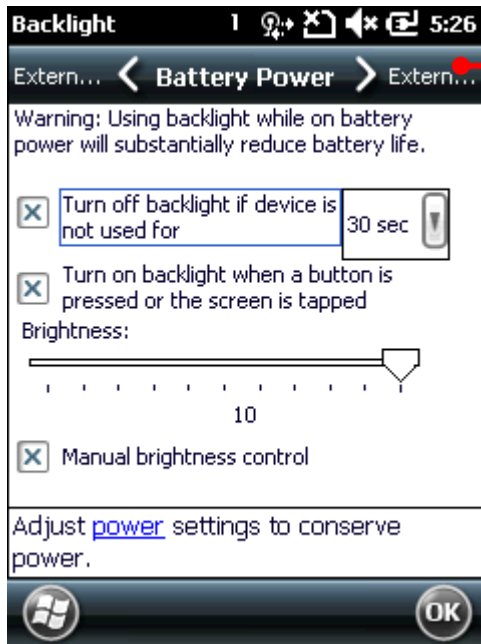 Backlight 1 5:26
Extern... Battery Power Extern...
Warning: Using backlight while on battery
power will substantially reduce battery life.
Turn off backlight if device is
not used for
30 sec
Turn on backlight when a button is
pressed or the screen is tapped
Brightness:
10
Manual brightness control
Adjust power settings to conserve
power.
OK